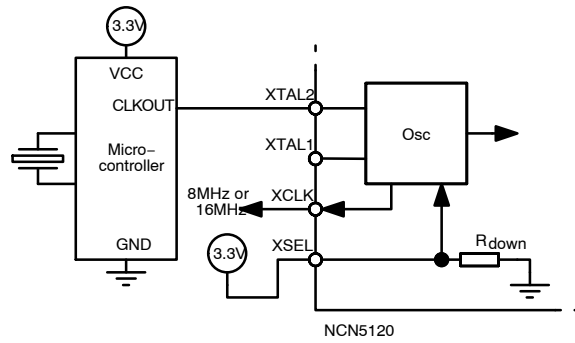 3.3V
VCC
CLKOUT
Micro-
controller
GND
XTAL2
XTAL1
8MHz or
16MHz
XCLK
3.3V
XSEL
Osc
Rdown
NCN5120